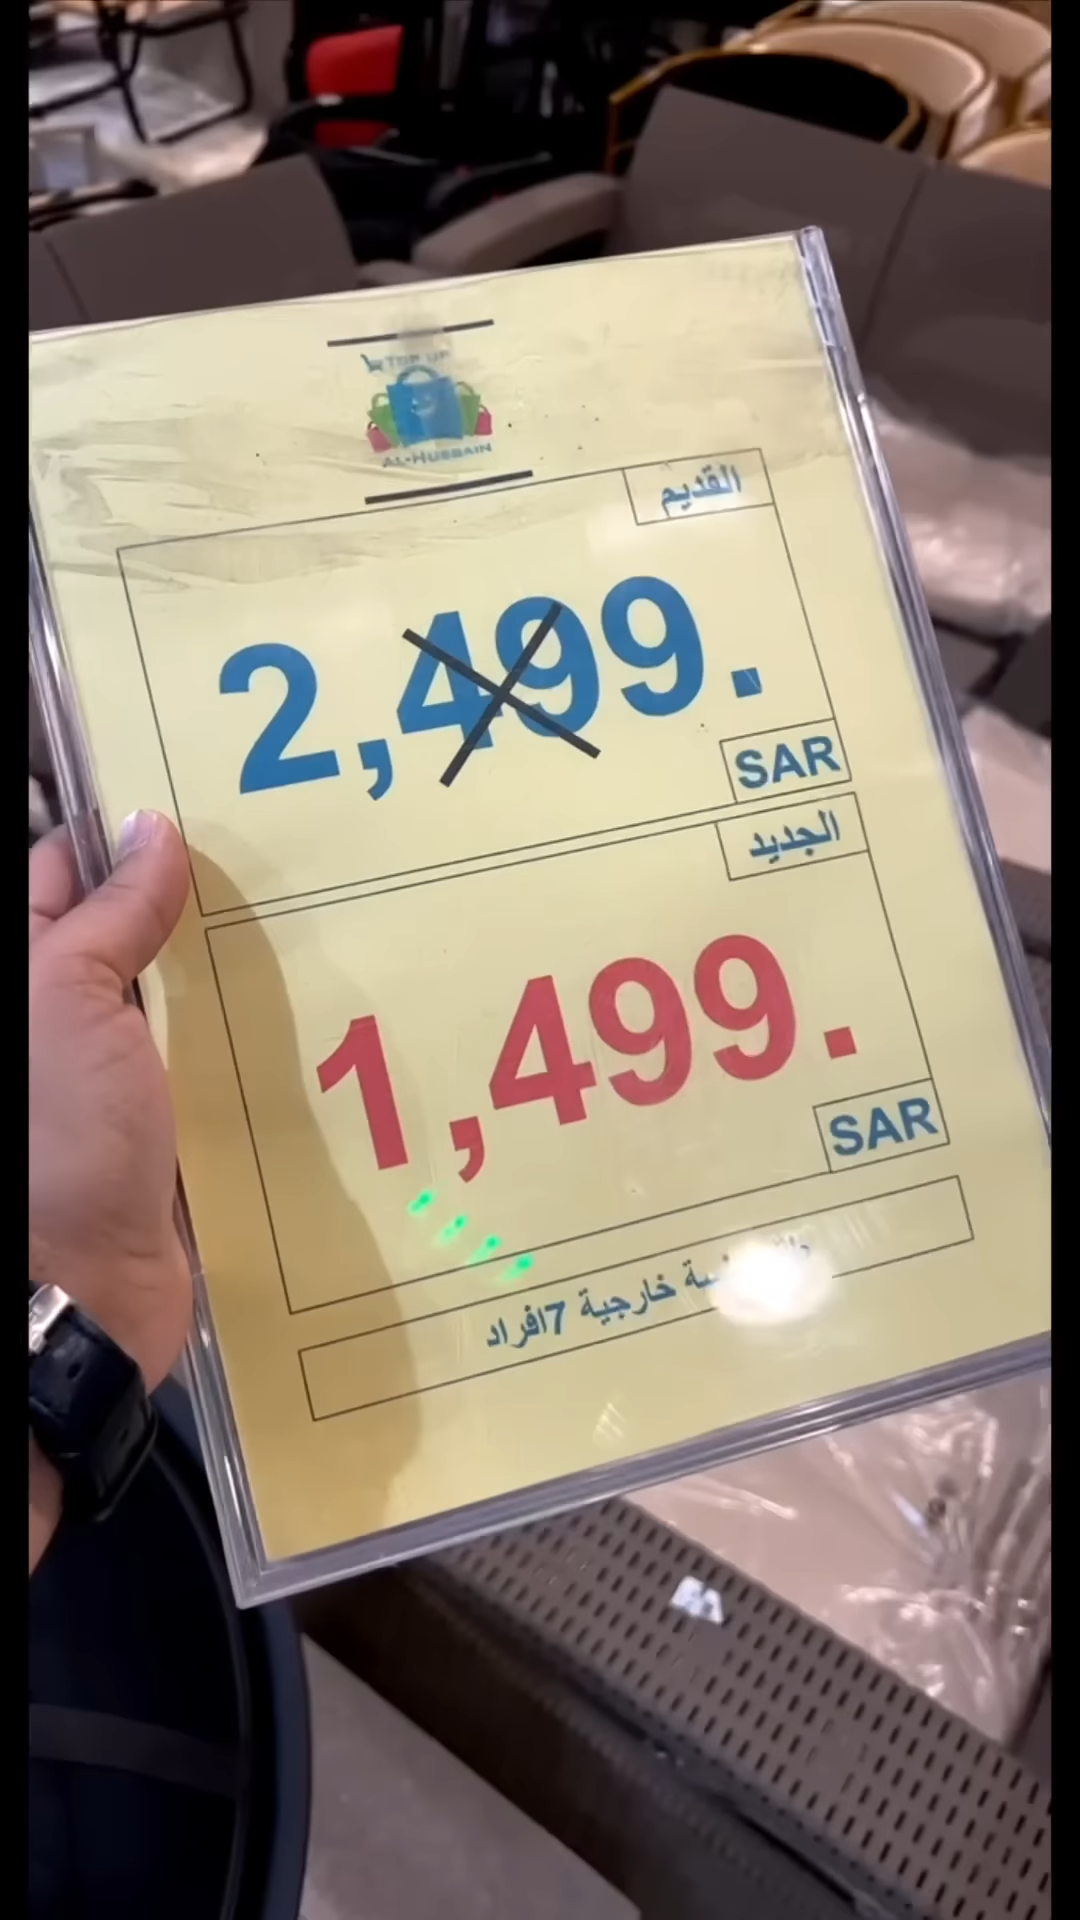 TOP UP
AL-HUSSAIN
القديم
2,499.
SAR
الجديد
1,499.
SAR
خارجية 7افراد